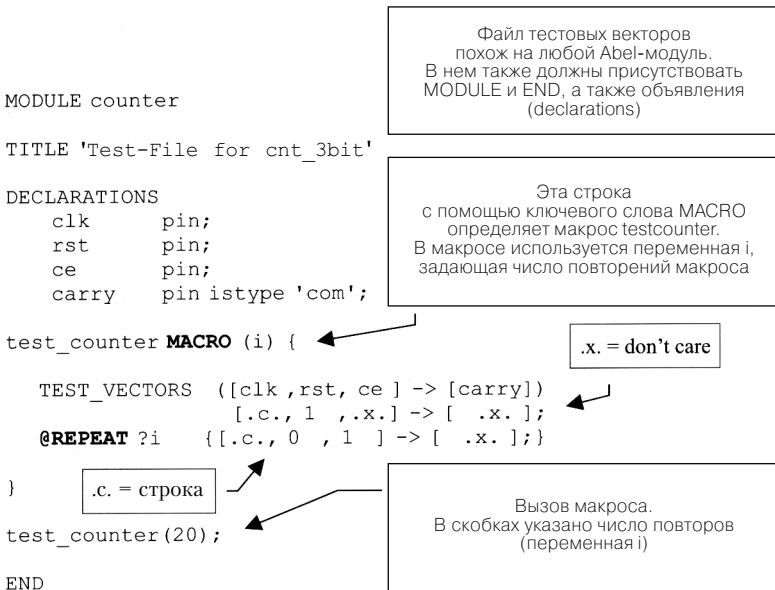 Файл тестовых векторов
похож на любой Abel-модуль.
В нем также должны присутствовать
MODULE и END, а также объявления
(declarations)
MODULE counter
TITLE 'Test-File for cnt_3bit'
DECLARATIONS
clk pin;
rst pin;
ce pin;
carry pin istype 'com';
Эта строка
с помощью ключевого слова MACRO
определяет макрос testcounter.
В макросе используется переменная i,
задающая число повторений макроса
test_counter MACRO (i) {
.x. = don't care
TEST_VECTORS ([clk ,rst, ce ] -> [carry])
[.c., 1 ,.x.] -> [ .x. ];
@REPEAT ?i {[.c., 0 , 1 ] -> [ .x. ];}
}
.c. = строка
test_counter(20);
Вызов макроса.
В скобках указано число повторов
(переменная i)
END